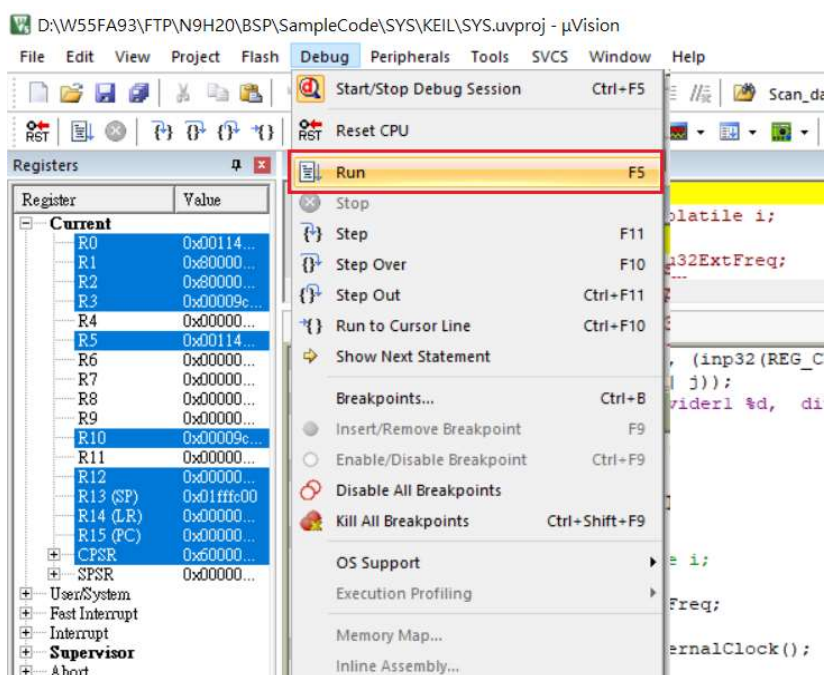 D:\W55FA93\FTP\N9H20\BSP\SampleCode\SYS\KEIL\SYS.uvproj - µVision
File Edit View Project Flash Debug Peripherals Tools SVCS Window Help
Start/Stop Debug Session Ctrl+F5
Scan_da
RST
RST Reset CPU
Registers
Run F5
Register Value
Stop
Current
R0 0x00114...
R1 0x80000...
R2 0x80000...
R3 0x00009c...
R4 0x00000...
R5 0x00114...
R6 0x00000...
R7 0x00000...
R8 0x00000...
R9 0x00000...
R10 0x00009c...
R11 0x00000...
R12 0x00000...
R13 (SP) 0x01fffc00
R14 (LR) 0x00000...
R15 (PC) 0x00000...
CPSR 0x60000...
SPSR 0x00000...
User/System
Fast Interrupt
Interrupt
Supervisor
Abort
Step F11
Step Over F10
Step Out Ctrl+F11
Run to Cursor Line Ctrl+F10
Show Next Statement
Breakpoints... Ctrl+B
Insert/Remove Breakpoint F9
Enable/Disable Breakpoint Ctrl+F9
Disable All Breakpoints
Kill All Breakpoints Ctrl+Shift+F9
OS Support
Execution Profiling
Memory Map...
Inline Assembly...
olatile i;
u32ExtFreq;
, (inp32(REG_C
j));
vider1 %d, di
e i;
Freq;
ernalClock();